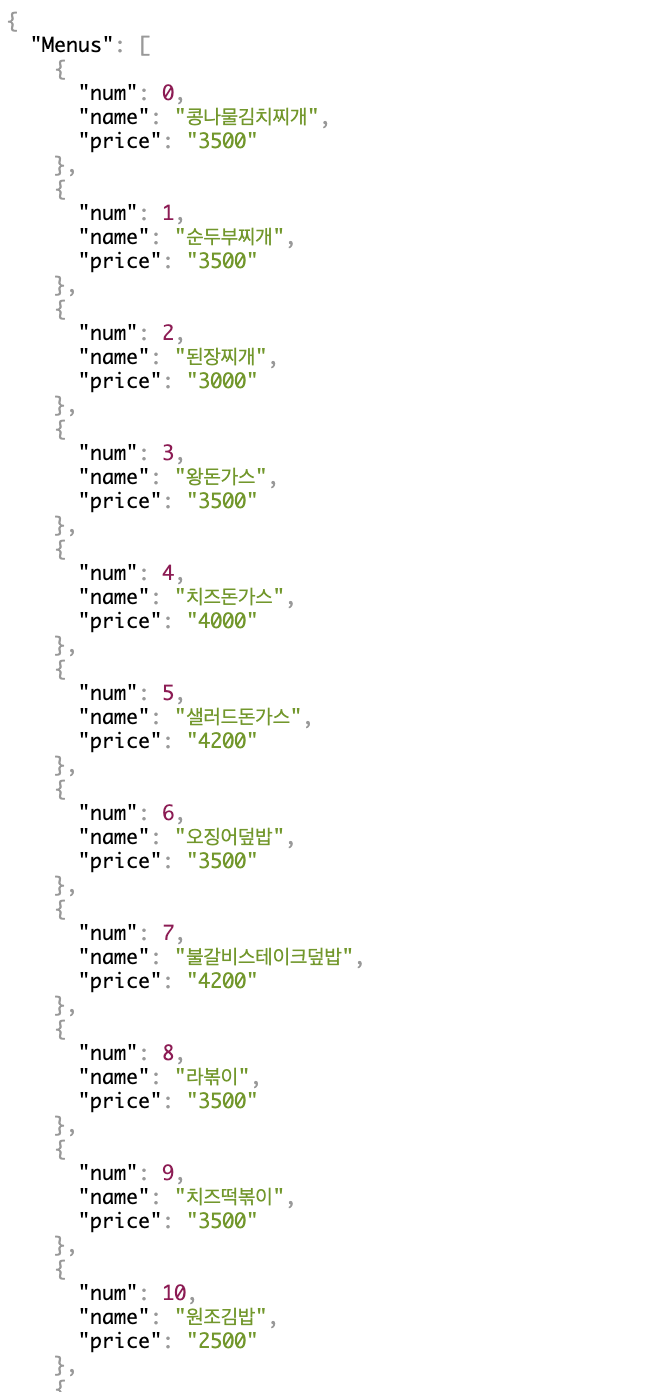 {
"Menus": [
{
"num": 0,
"name": "콩나물김치찌개",
"price": "3500"
},
{
"num": 1,
"name": "순두부찌개",
"price": "3500"
},
{
"num": 2,
"name": "된장찌개",
"price": "3000"
},
{
"num": 3,
"name": "왕돈가스",
"price": "3500"
},
{
"num": 4,
"name": "치즈돈가스",
"price": "4000"
},
{
"num": 5,
"name": "샐러드돈가스",
"price": "4200"
},
{
"num": 6,
"name": "오징어덮밥",
"price": "3500"
},
{
"num": 7,
"name": "불갈비스테이크덮밥",
"price": "4200"
},
{
"num": 8,
"name": "라볶이",
"price": "3500"
},
{
"num": 9,
"name": "치즈떡볶이",
"price": "3500"
},
{
"num": 10,
"name": "원조김밥",
"price": "2500"
},
{